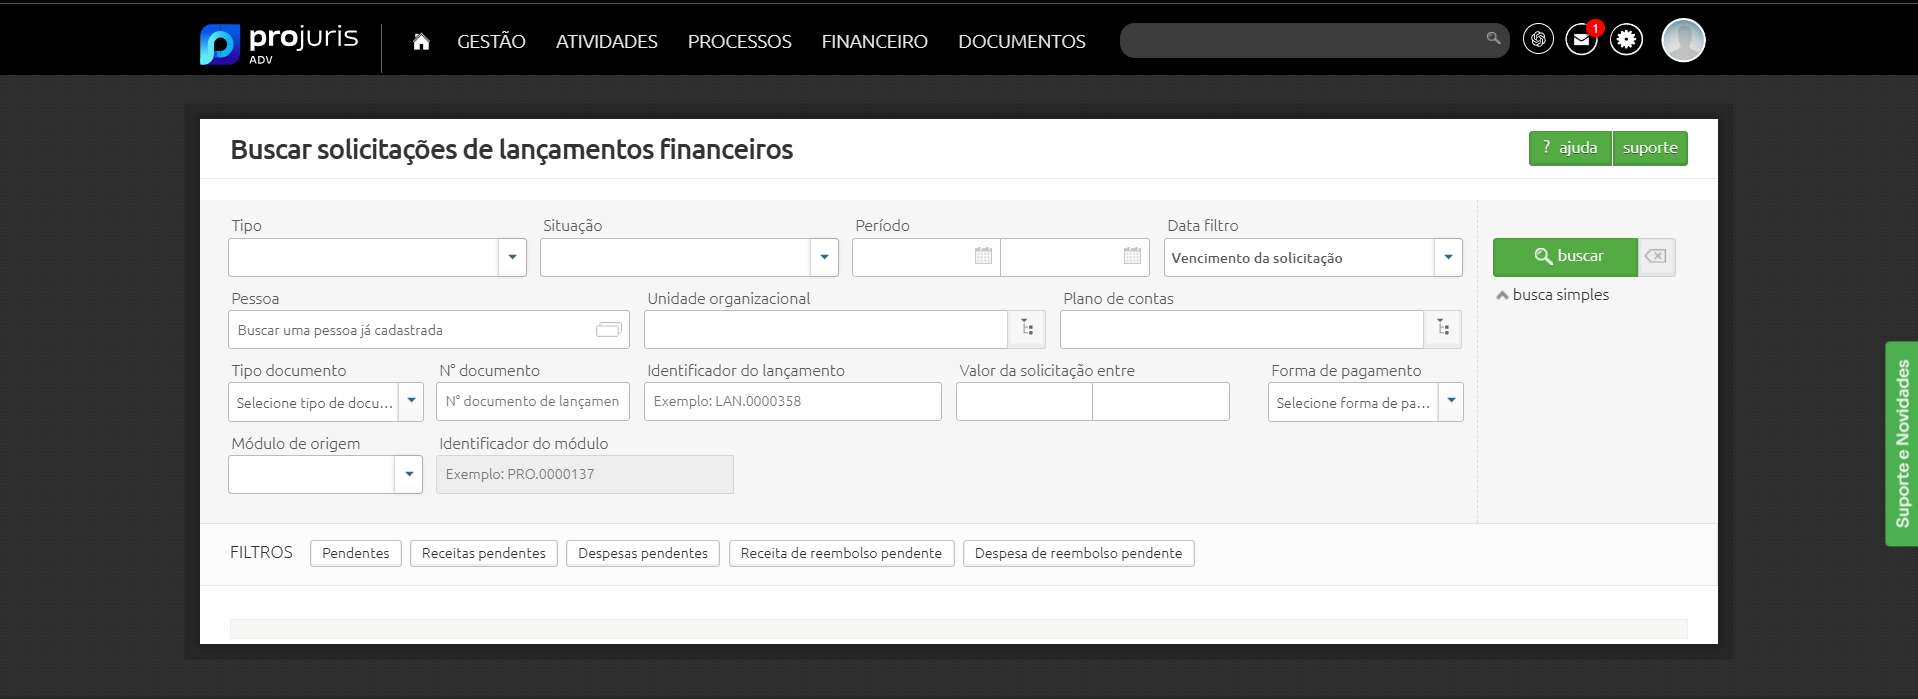 projuris
ADV
GESTÃO
ATIVIDADES
PROCESSOS
FINANCEIRO
DOCUMENTOS
1
Buscar solicitações de lançamentos financeiros
? ajuda
suporte
Tipo
Situação
Período
Data filtro
Vencimento da solicitação
buscar
busca simples
Pessoa
Unidade organizacional
Plano de contas
Buscar uma pessoa já cadastrada
Tipo documento
N° documento
Identificador do lançamento
Valor da solicitação entre
Forma de pagamento
Selecione tipo de docu...
N° documento de lançamen
Exemplo: LAN.0000358
Selecione forma de pa...
Módulo de origem
Identificador do módulo
Exemplo: PRO.0000137
FILTROS
Pendentes
Receitas pendentes
Despesas pendentes
Receita de reembolso pendente
Despesa de reembolso pendente
Suporte e Novidades